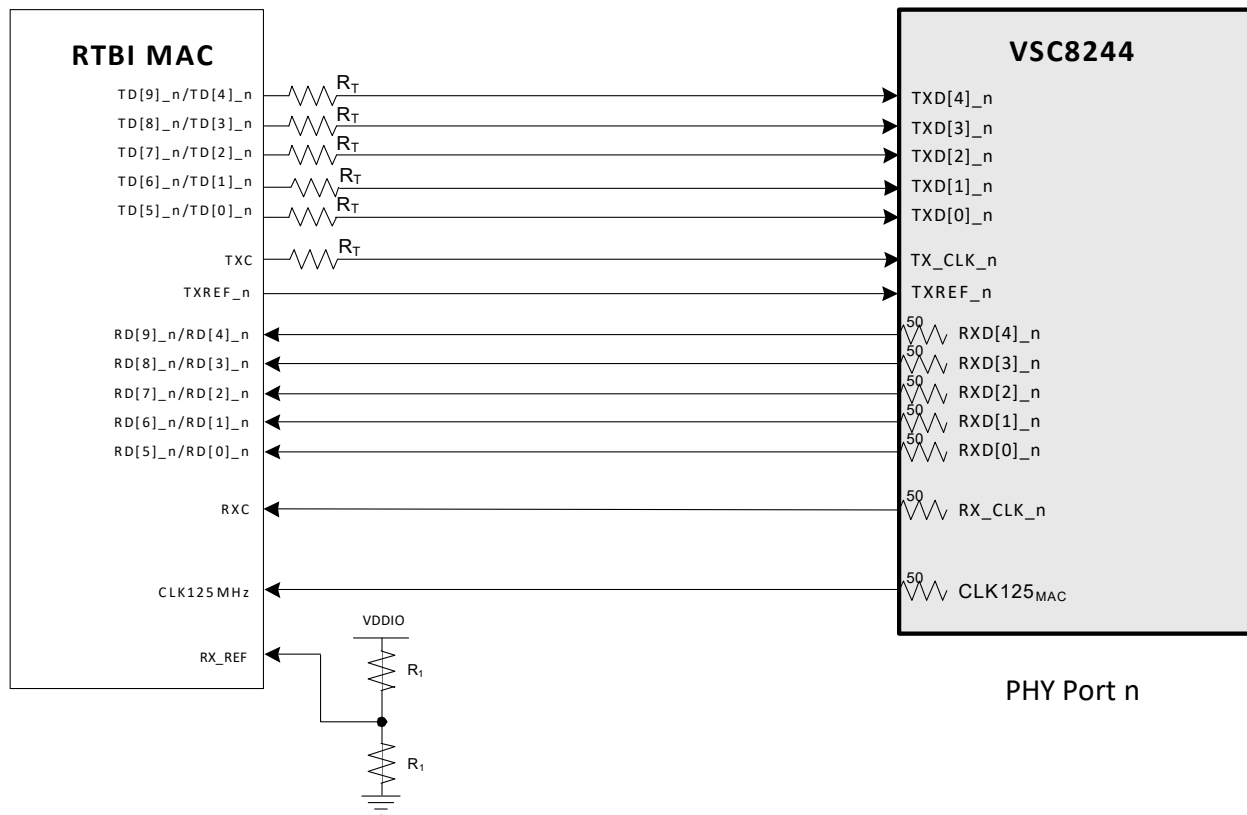 RTBI MAC
VSC8244
TD[9]_n/TD[4]_n
R_T
TXD[4]_n
TD[8]_n/TD[3]_n
R_T
TXD[3]_n
TD[7]_n/TD[2]_n
R_T
TXD[2]_n
TD[6]_n/TD[1]_n
R_T
TXD[1]_n
TD[5]_n/TD[0]_n
R_T
TXD[0]_n
TXC
R_T
TX_CLK_n
TXREF_n
TXREF_n
RD[9]_n/RD[4]_n
50
RXD[4]_n
RD[8]_n/RD[3]_n
50
RXD[3]_n
RD[7]_n/RD[2]_n
50
RXD[2]_n
RD[6]_n/RD[1]_n
50
RXD[1]_n
RD[5]_n/RD[0]_n
50
RXD[0]_n
RXC
50
RX_CLK_n
CLK125MHz
50
CLK125MAC
VDDIO
RX_REF
R1
R1
PHY Port n